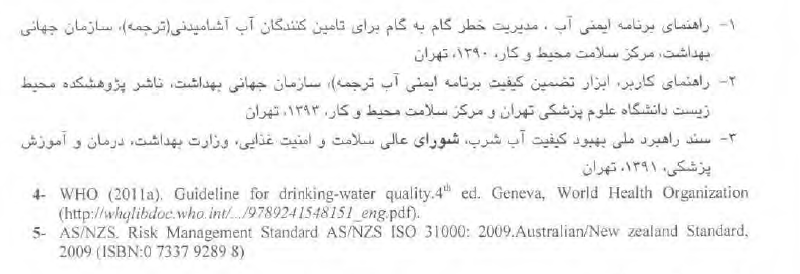 ۱- راهنمای برنامه ایمنی آب ، مدیریت خطر گام به گام برای تامین کنندگان آب آشامیدنی(ترجمه)، سازمان جهانی
بهداشت، مرکز سلامت محیط و کار، ۱۳۹۰، تهران
۲- راهنمای کاربر، ابزار تضمین کیفیت برنامه ایمنی آب ترجمه)، سازمان جهانی بهداشت، ناشر پژوهشکده محیط
زیست دانشگاه علوم پزشکی تهران و مرکز سلامت محیط و کار، ۱۳۹۳، تهران
۳- سند راهبرد ملی بهبود کیفیت آب شرب، شورای عالی سلامت و امنیت غذایی، وزارت بهداشت، درمان و آموزش
پزشکی، ۱۳۹۱، تهران
4- WHO (2011a). Guideline for drinking-water quality.4th ed. Geneva, World Health Organization
(http://whqlibdoc.who.int/.../9789241548151_eng.pdf).
5- AS/NZS. Risk Management Standard AS/NZS ISO 31000: 2009.Australian/New zealand Standard,
2009 (ISBN:0 7337 9289 8)